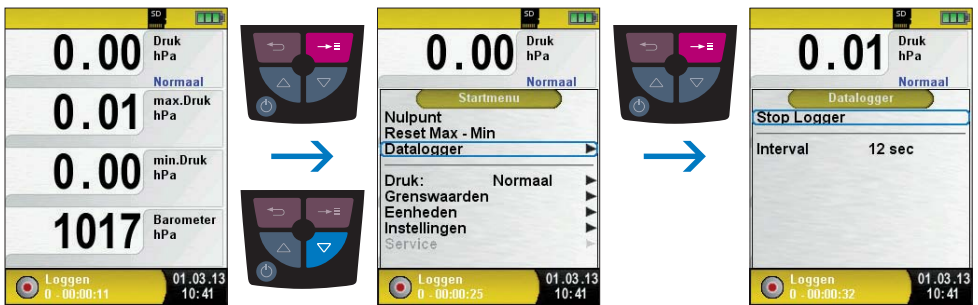 SD
0.00 Druk hPa
Normaal
0.01 max.Druk hPa
0.00 min.Druk hPa
1017 Barometer hPa
Loggen 01.03.13
0 - 00:00:11 10:41
SD
0.00 Druk hPa
Normaal
Startmenu
Nulpunt
Reset Max - Min
Datalogger
Druk: Normaal
Grenswaarden
Eenheden
Instellingen
Service
Loggen 01.03.13
0 - 00:00:25 10:41
SD
0.01 Druk hPa
Normaal
Datalogger
Stop Logger
Interval 12 sec
Loggen 01.03.13
0 - 00:00:32 10:41